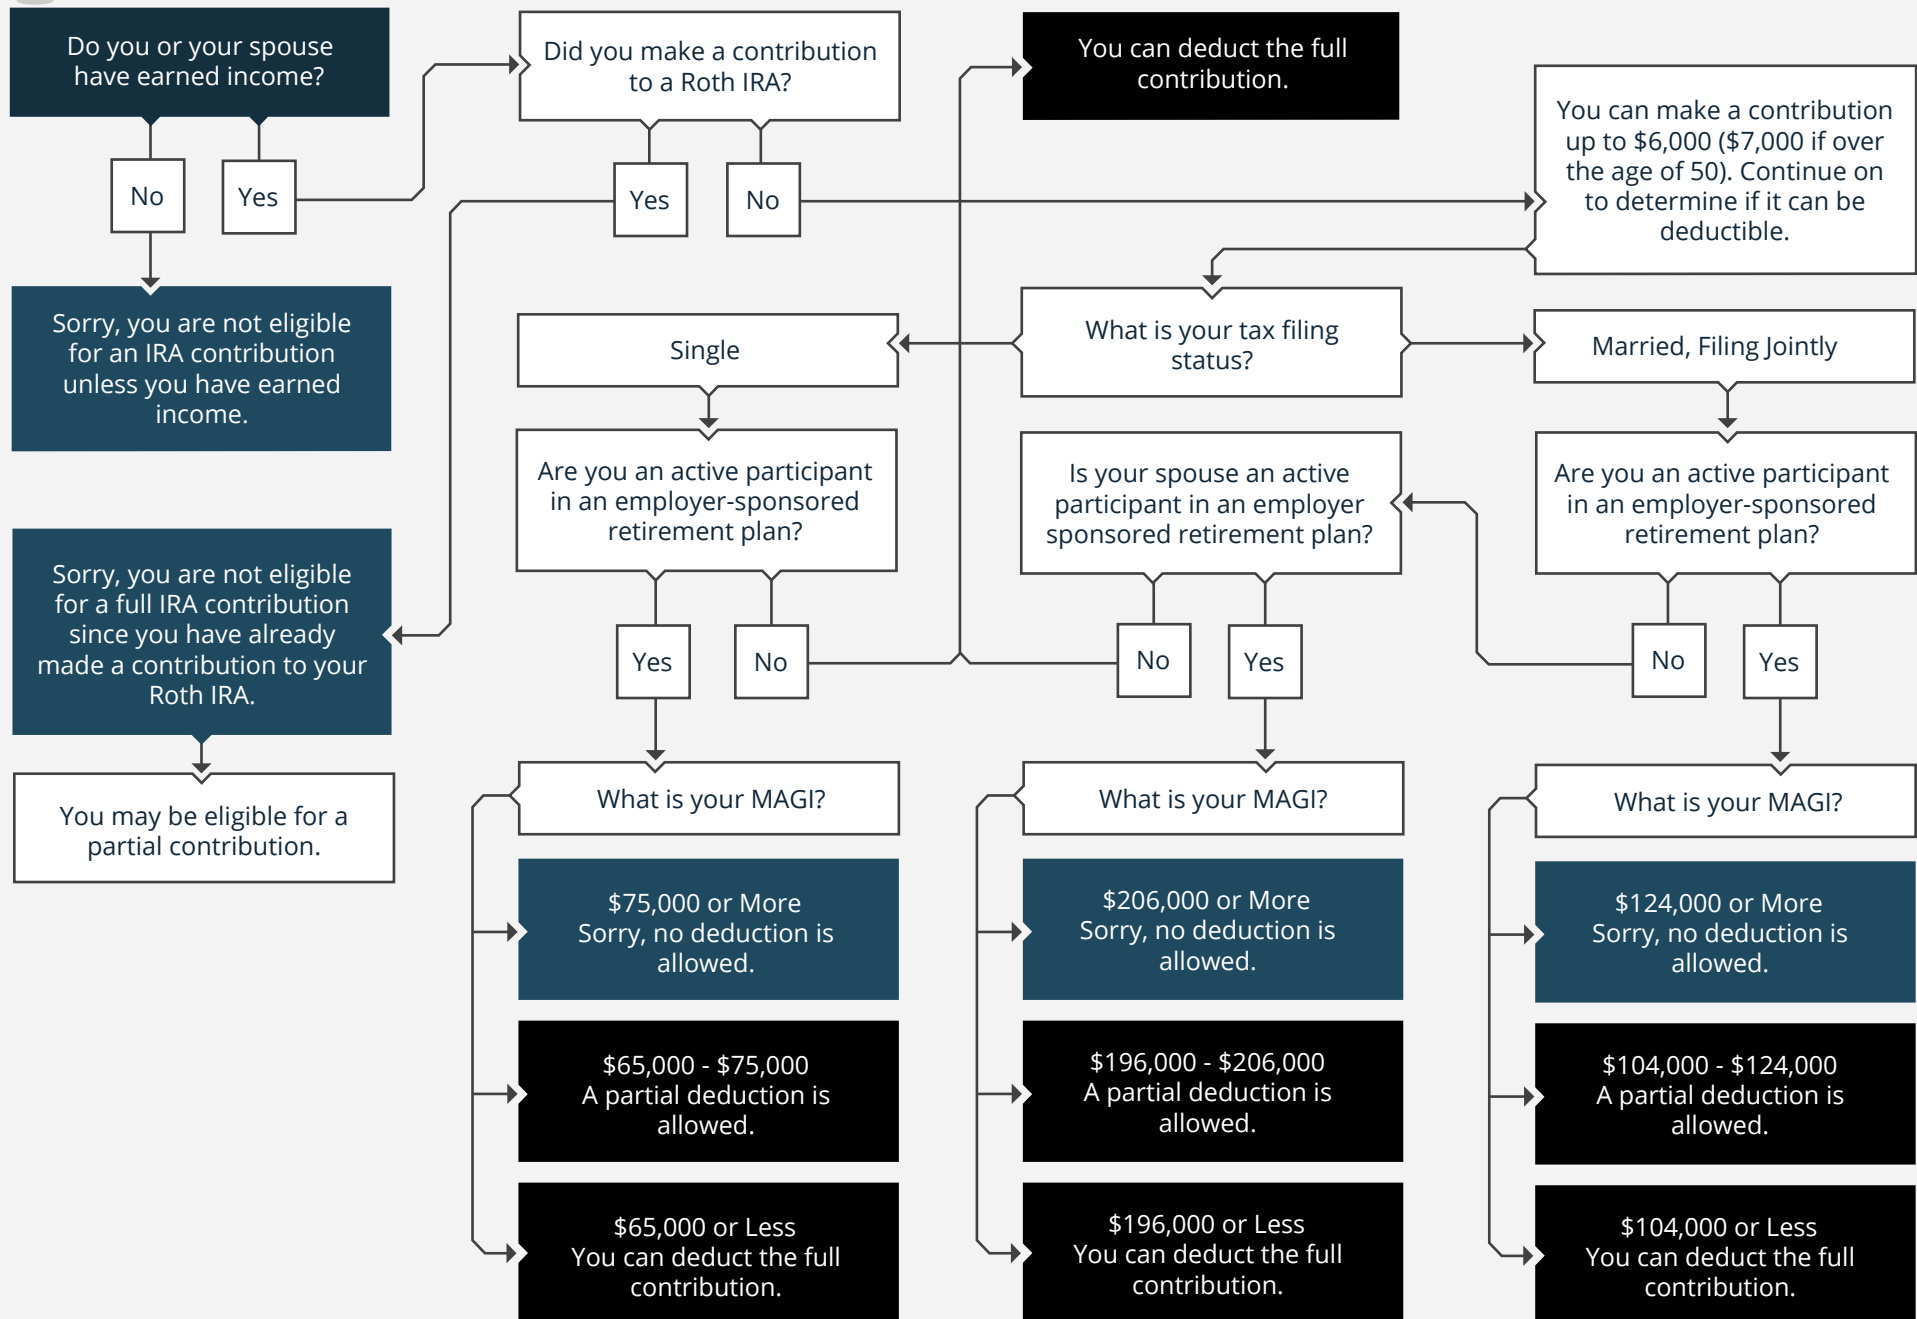 Do you or your spouse
have earned income?
No
Yes
Sorry, you are not eligible
for an IRA contribution
unless you have earned
income.
Did you make a contribution
to a Roth IRA?
Yes
No
Sorry, you are not eligible
for a full IRA contribution
since you have already
made a contribution to your
Roth IRA.
You may be eligible for a
partial contribution.
You can deduct the full
contribution.
You can make a contribution
up to $6,000 ($7,000 if over
the age of 50). Continue on
to determine if it can be
deductible.
What is your tax filing
status?
Single
Married, Filing Jointly
Are you an active participant
in an employer-sponsored
retirement plan?
Yes
No
Is your spouse an active
participant in an employer
sponsored retirement plan?
No
Yes
Are you an active participant
in an employer-sponsored
retirement plan?
No
Yes
What is your MAGI?
$75,000 or More
Sorry, no deduction is
allowed.
$65,000 - $75,000
A partial deduction is
allowed.
$65,000 or Less
You can deduct the full
contribution.
What is your MAGI?
$206,000 or More
Sorry, no deduction is
allowed.
$196,000 - $206,000
A partial deduction is
allowed.
$196,000 or Less
You can deduct the full
contribution.
What is your MAGI?
$124,000 or More
Sorry, no deduction is
allowed.
$104,000 - $124,000
A partial deduction is
allowed.
$104,000 or Less
You can deduct the full
contribution.